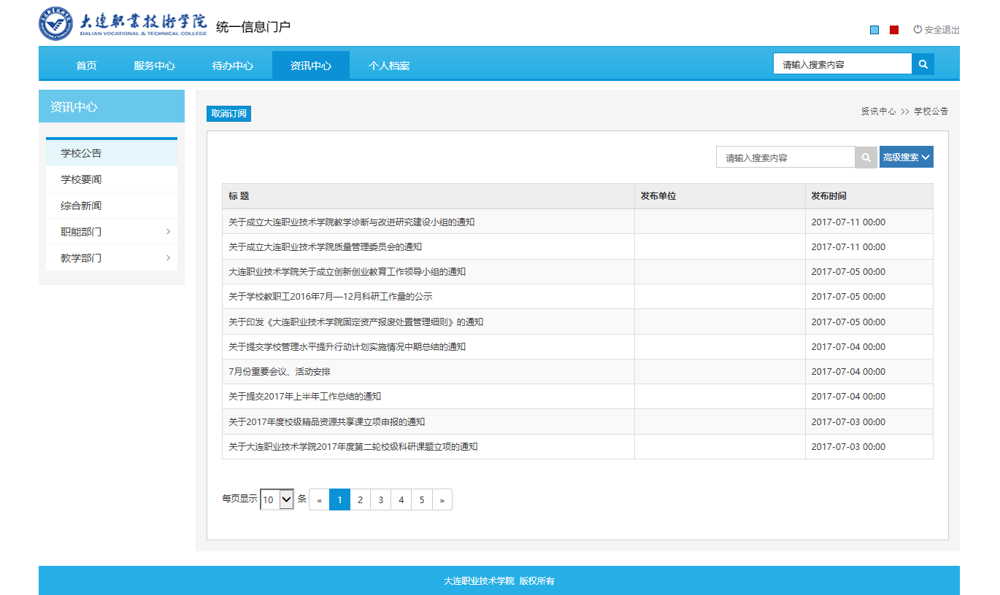 大连职业技术学院 统一信息门户
DALIAN VOCATIONAL & TECHNICAL COLLEGE
安全退出
首页 服务中心 待办中心 资讯中心 个人档案 请输入搜索内容
资讯中心
学校公告
学校要闻
综合新闻
职能部门
教学部门
取消订阅 资讯中心 >> 学校公告
请输入搜索内容 高级搜索
标 题 发布单位 发布时间
关于成立大连职业技术学院教学诊断与改进研究建设小组的通知 2017-07-11 00:00
关于成立大连职业技术学院质量管理委员会的通知 2017-07-11 00:00
大连职业技术学院关于成立创新创业教育工作领导小组的通知 2017-07-05 00:00
关于学校教职工2016年7月—12月科研工作量的公示 2017-07-05 00:00
关于印发《大连职业技术学院固定资产报废处置管理细则》的通知 2017-07-05 00:00
关于提交学校管理水平提升行动计划实施情况中期总结的通知 2017-07-04 00:00
7月份重要会议、活动安排 2017-07-04 00:00
关于提交2017年上半年工作总结的通知 2017-07-04 00:00
关于2017年度校级精品资源共享课立项申报的通知 2017-07-03 00:00
关于大连职业技术学院2017年度第二轮校级科研课题立项的通知 2017-07-03 00:00
每页显示 10 条 « 1 2 3 4 5 »
大连职业技术学院 版权所有